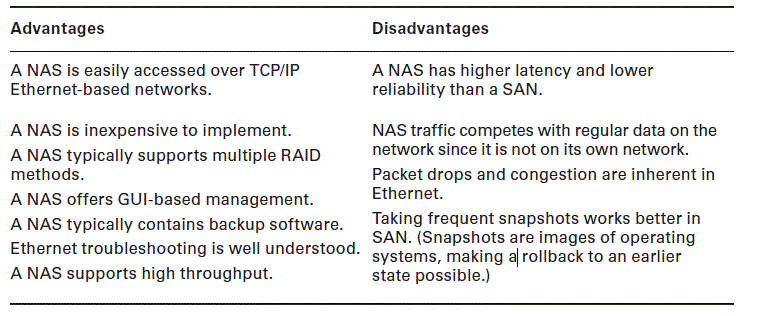 Advantages
Disadvantages
A NAS is easily accessed over TCP/IP
Ethernet-based networks.
A NAS has higher latency and lower
reliability than a SAN.
A NAS is inexpensive to implement.
A NAS typically supports multiple RAID
methods.
A NAS offers GUI-based management.
A NAS typically contains backup software.
Ethernet troubleshooting is well understood.
A NAS supports high throughput.
NAS traffic competes with regular data on the
network since it is not on its own network.
Packet drops and congestion are inherent in
Ethernet.
Taking frequent snapshots works better in
SAN. (Snapshots are images of operating
systems, making a rollback to an earlier
state possible.)